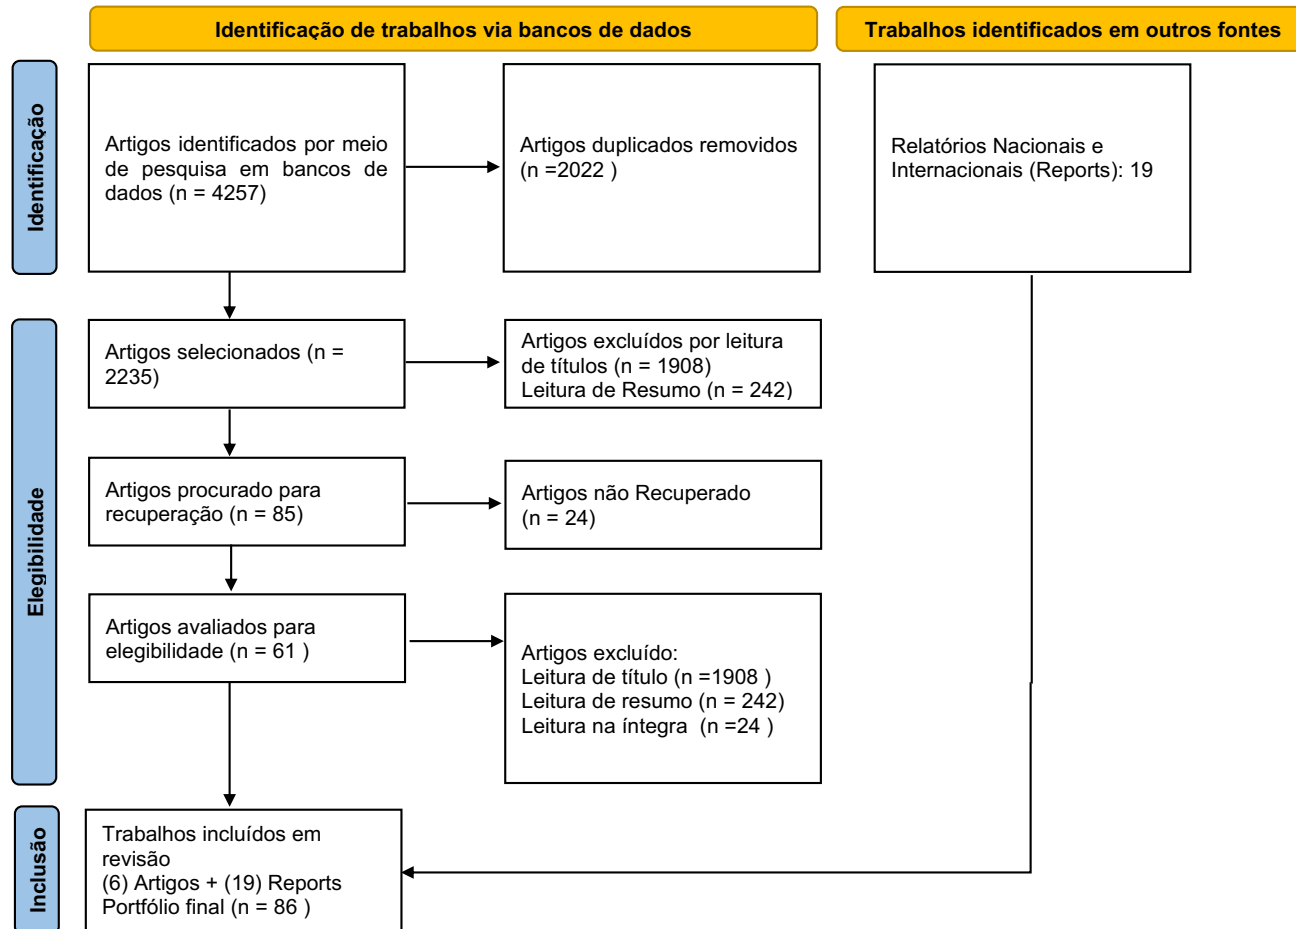 Identificação de trabalhos via bancos de dados
Trabalhos identificados em outros fontes
Identificação
Artigos identificados por meio
de pesquisa em bancos de
dados (n = 4257)
Artigos duplicados removidos
(n =2022 )
Relatórios Nacionais e
Internacionais (Reports): 19
Elegibilidade
Artigos selecionados (n =
2235)
Artigos excluídos por leitura
de títulos (n = 1908)
Leitura de Resumo (n = 242)
Artigos procurado para
recuperação (n = 85)
Artigos não Recuperado
(n = 24)
Artigos avaliados para
elegibilidade (n = 61 )
Artigos excluído:
Leitura de título (n =1908 )
Leitura de resumo (n = 242)
Leitura na íntegra (n =24 )
Inclusão
Trabalhos incluídos em
revisão
(6) Artigos + (19) Reports
Portfólio final (n = 86 )